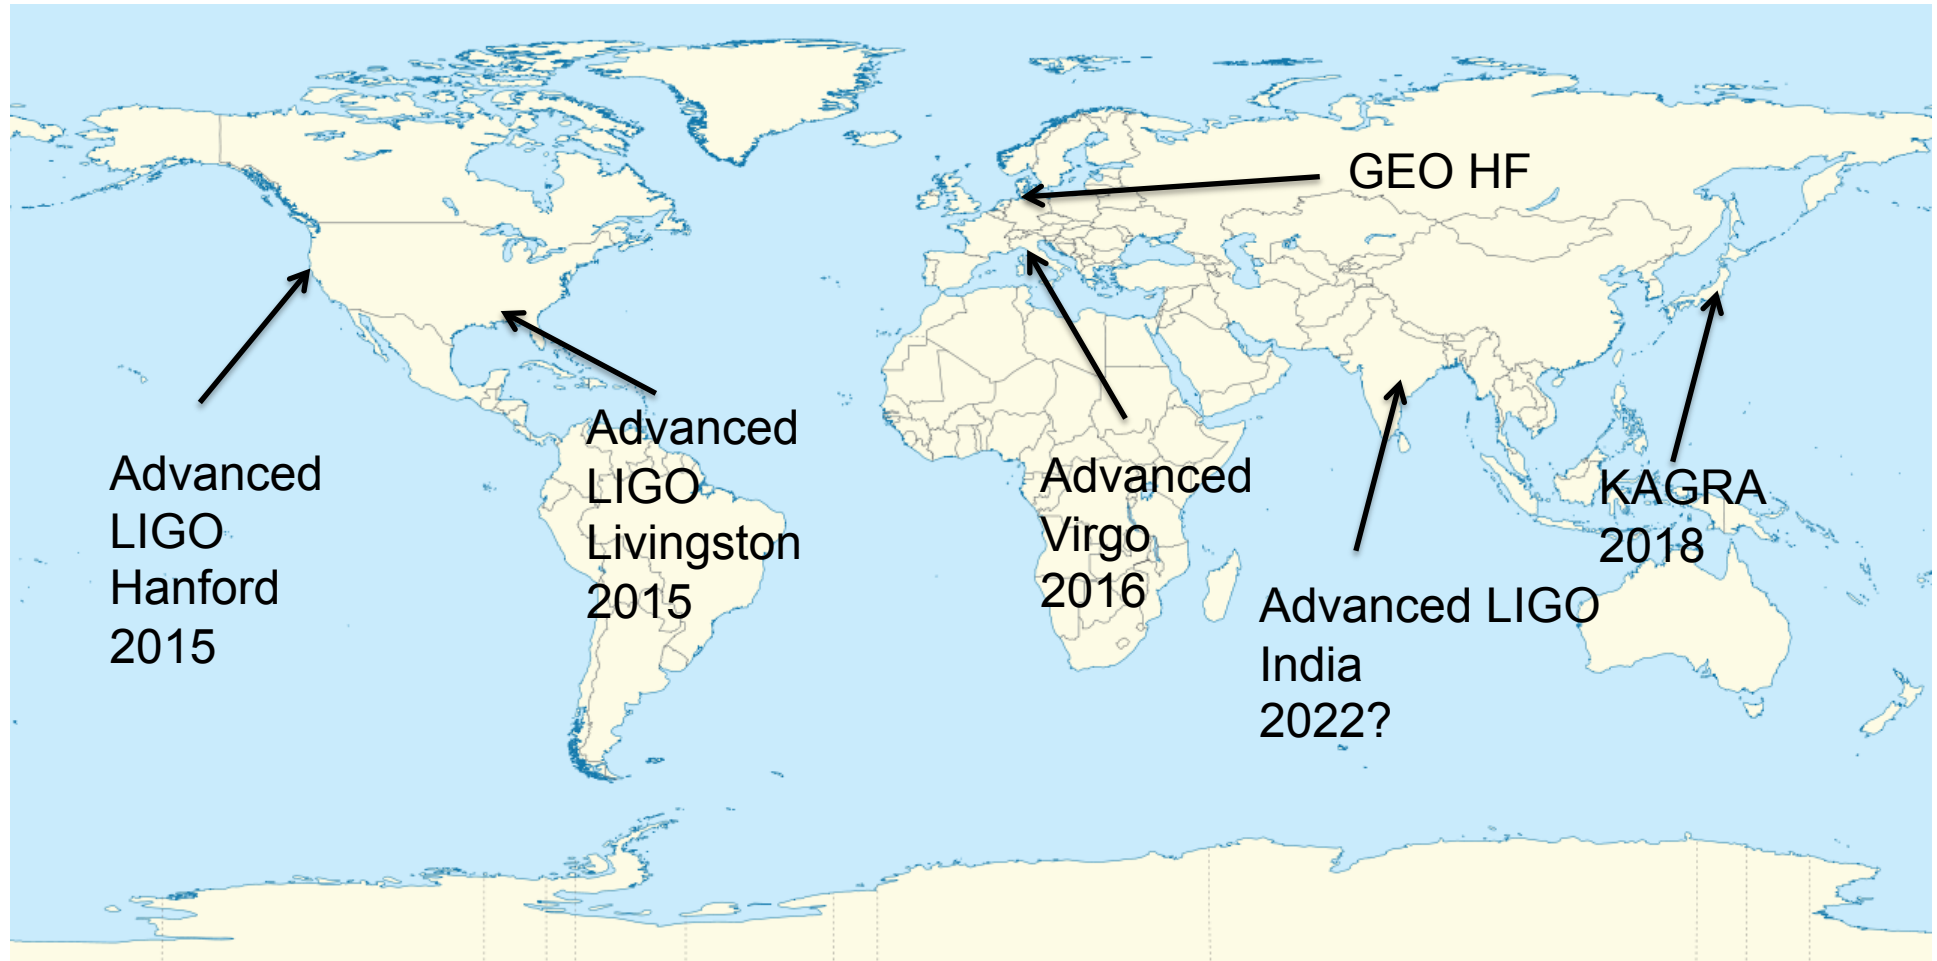 GEO HF
Advanced
LIGO
Hanford
2015
Advanced
LIGO
Livingston
2015
Advanced
Virgo
2016
Advanced LIGO
India
2022?
KAGRA
2018